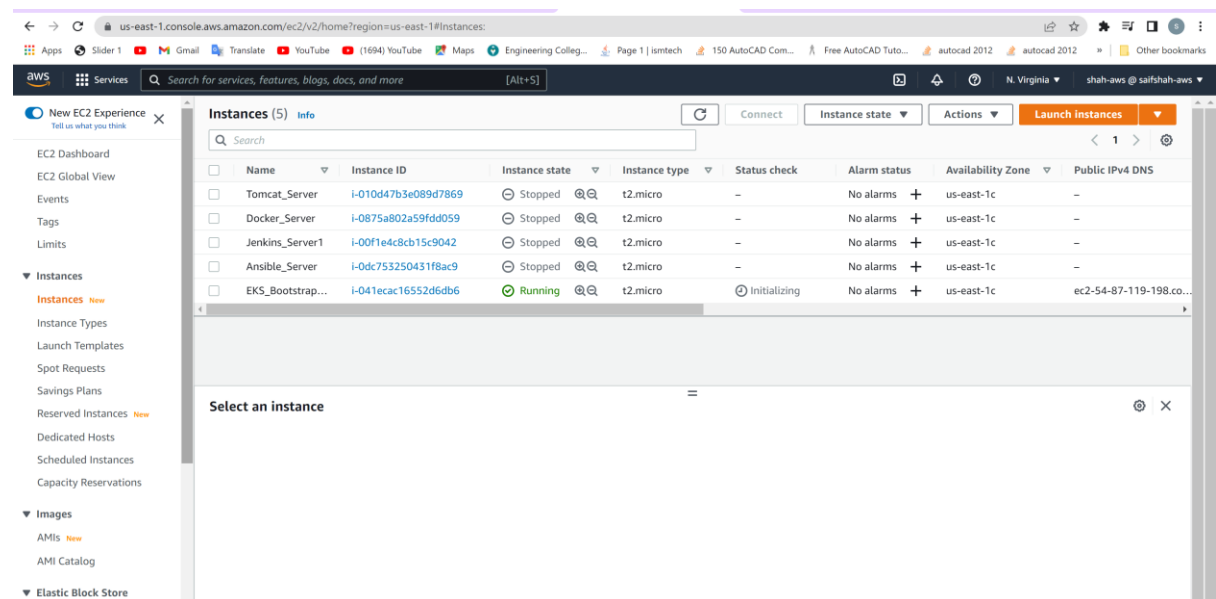 us-east-1.console.aws.amazon.com/ec2/v2/home?region=us-east-1#Instances:
Apps Slider 1 Gmail Translate YouTube (1694) YouTube Maps Engineering Colleg... Page 1 | ismtech 150 AutoCAD Com... Free AutoCAD Tuto... autocad 2012 autocad 2012 » Other bookmarks
aws Services Search for services, features, blogs, docs, and more [Alt+S] N. Virginia ▼ shah-aws @ saifshah-aws ▼
New EC2 Experience
Tell us what you think
EC2 Dashboard
EC2 Global View
Events
Tags
Limits
Instances
Instances New
Instance Types
Launch Templates
Spot Requests
Savings Plans
Reserved Instances New
Dedicated Hosts
Scheduled Instances
Capacity Reservations
Images
AMIs New
AMI Catalog
Elastic Block Store
Instances (5) Info Connect Instance state ▼ Actions ▼ Launch instances ▼
Search < 1 >
Name Instance ID Instance state Instance type Status check Alarm status Availability Zone Public IPv4 DNS
Tomcat_Server i-010d47b3e089d7869 Stopped t2.micro – No alarms + us-east-1c –
Docker_Server i-0875a802a59fdd059 Stopped t2.micro – No alarms + us-east-1c –
Jenkins_Server1 i-00f1e4c8cb15c9042 Stopped t2.micro – No alarms + us-east-1c –
Ansible_Server i-0dc753250431f8ac9 Stopped t2.micro – No alarms + us-east-1c –
EKS_Bootstrap... i-041ecac16552d6db6 Running t2.micro Initializing No alarms + us-east-1c ec2-54-87-119-198.co...
Select an instance